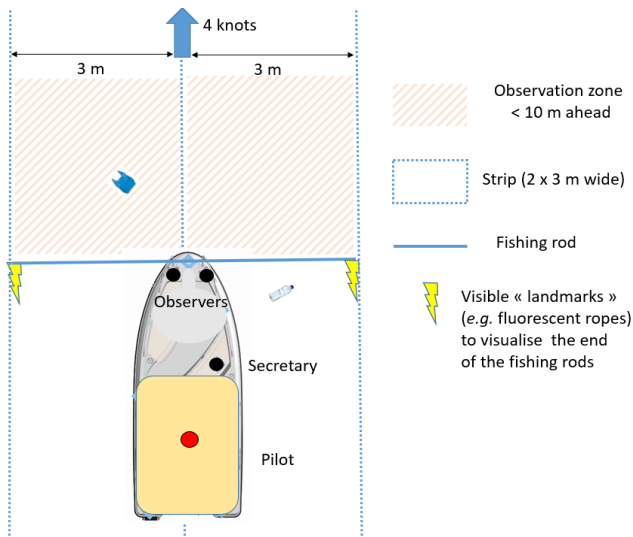 4 knots
3 m
3 m
Observation zone
< 10 m ahead
Strip (2 x 3 m wide)
Fishing rod
Observers
Visible « landmarks »
(e.g. fluorescent ropes)
to visualise the end
of the fishing rods
Secretary
Pilot